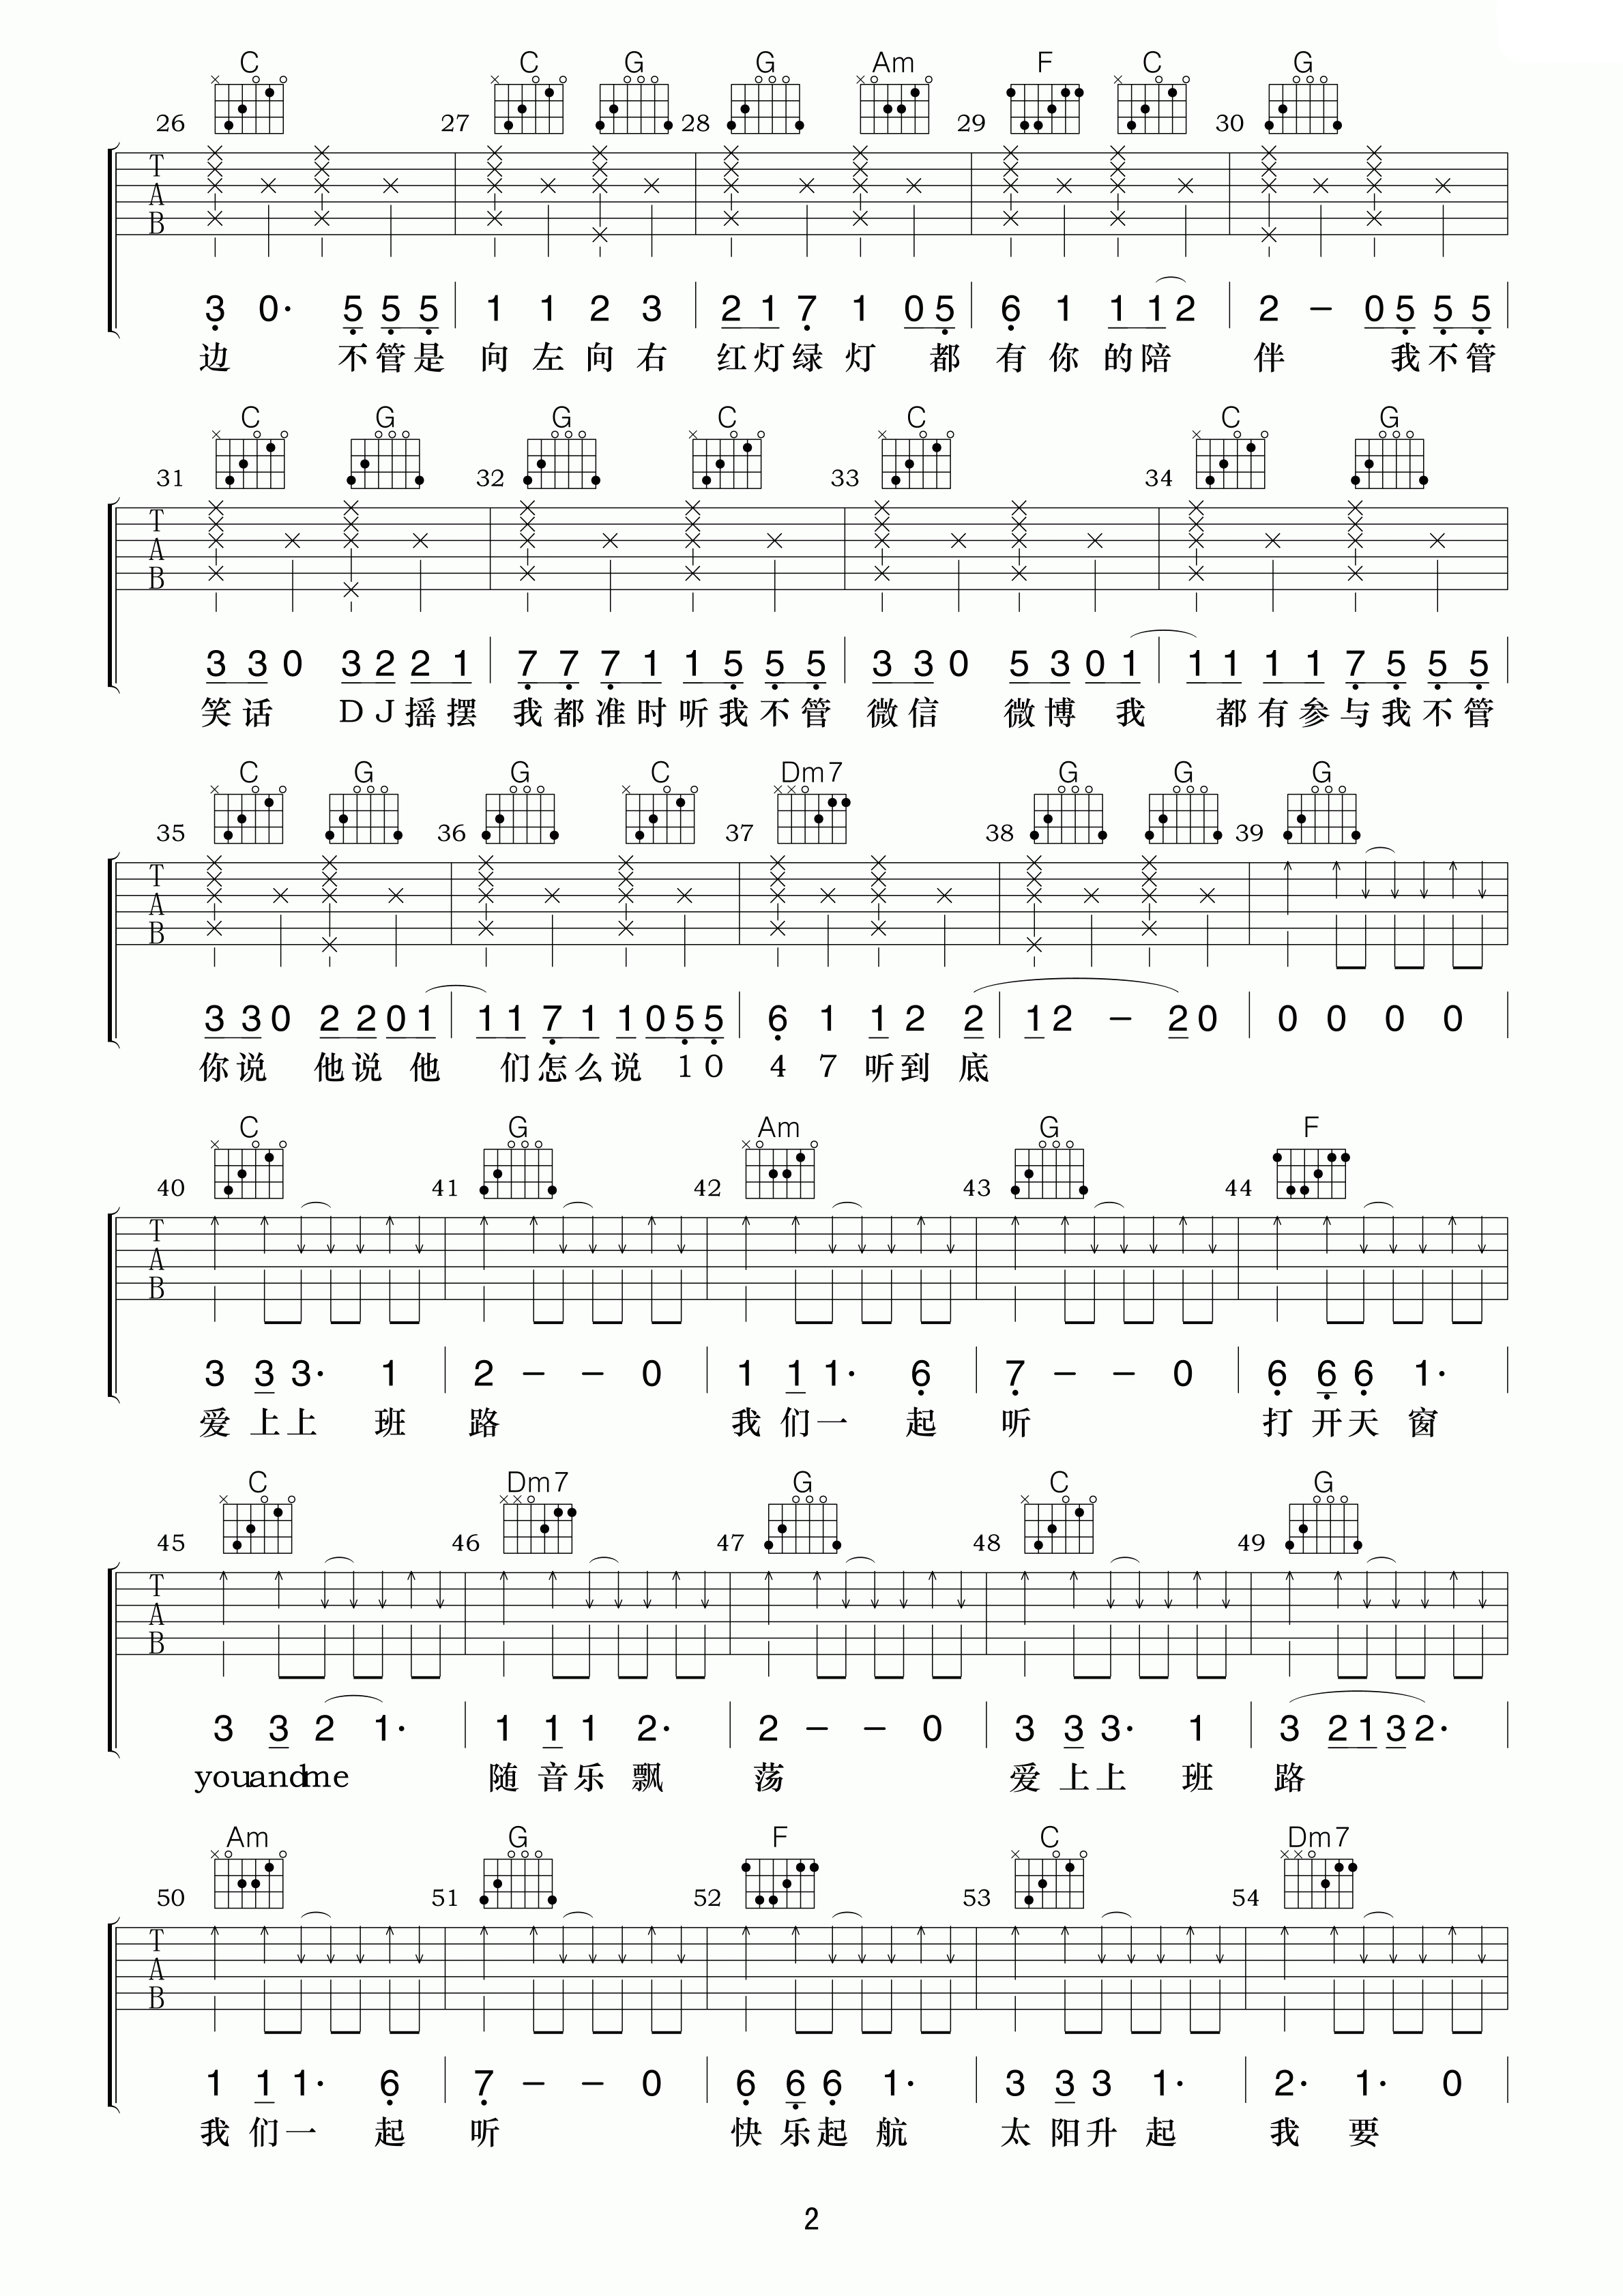 C C G G Am F C G
26 27 28 29 30
T
A
B
3 0· 5 5 5 1 1 2 3 2 1 7 1 0 5 6 1 1 1 2 2 – 0 5 5 5
边 不管是 向左向右 红灯绿灯 都 有你的陪 伴 我不管
C G G C C C G
31 32 33 34
T
A
B
3 3 0 3 2 2 1 7 7 7 1 1 5 5 5 3 3 0 5 3 0 1 1 1 1 1 7 5 5 5
笑话 DJ摇摆 我都准时听我不管 微信 微博 我 都有参与我不管
C G G C Dm7 G G G
35 36 37 38 39
T
A
B
3 3 0 2 2 0 1 1 1 7 1 1 0 5 5 6 1 1 2 2 1 2 – 2 0 0 0 0 0
你说 他说 他 们怎么说 10 4 7 听到 底
C G Am G F
40 41 42 43 44
T
A
B
3 3 3· 1 2 – – 0 1 1 1· 6 7 – – 0 6 6 6 1·
爱上上 班 路 我们一 起 听 打开天 窗
C Dm7 G C G
45 46 47 48 49
T
A
B
3 3 2 1· 1 1 1 2· 2 – – 0 3 3 3· 1 3 2 1 3 2·
you and me 随音乐飘 荡 爱上上 班 路
Am G F C Dm7
50 51 52 53 54
T
A
B
1 1 1· 6 7 – – 0 6 6 6 1· 3 3 3 1· 2· 1· 0
我们一 起 听 快乐起航 太阳升起 我 要
2